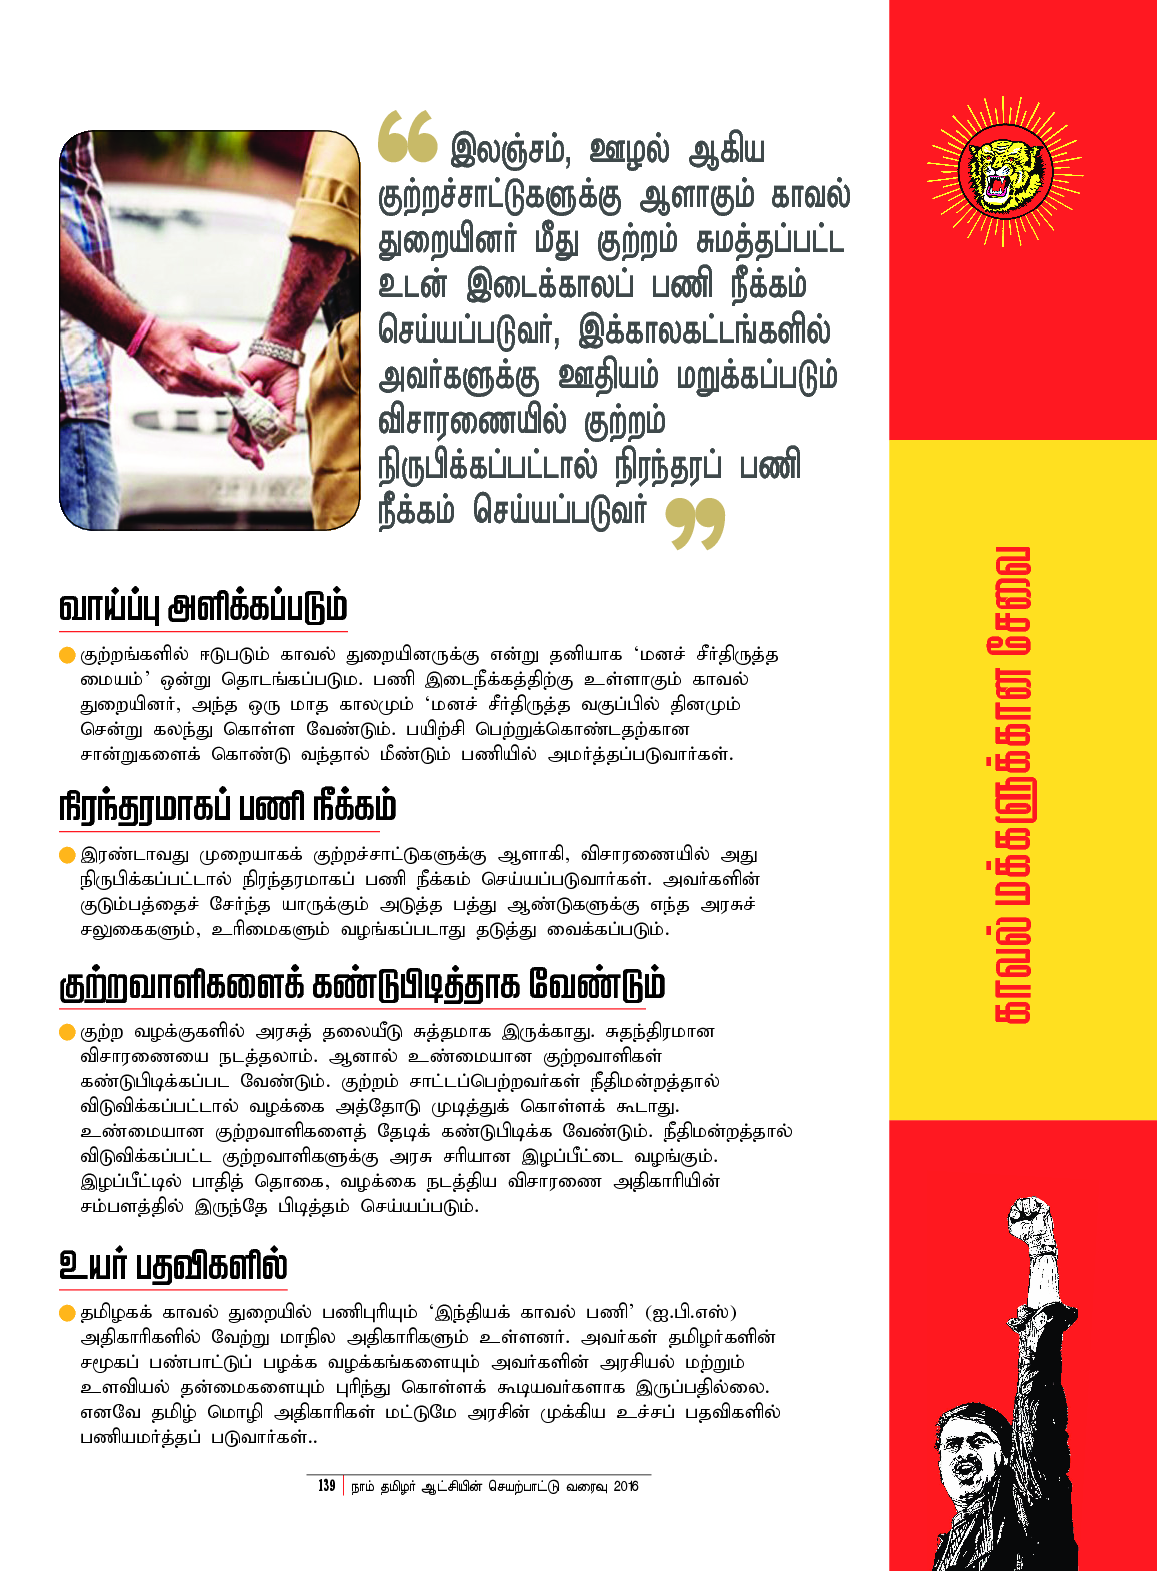 இலஞ்சம், ஊழல் ஆகிய
குற்றச்சாட்டுகளுக்கு ஆளாகும் காவல்
துறையினர் மீது குற்றம் சுமத்தப்பட்ட
உடன் இடைக்காலப் பணி நீக்கம்
செய்யப்படுவர், இக்காலகட்டங்களில்
அவர்களுக்கு ஊதியம் மறுக்கப்படும்
விசாரணையில் குற்றம்
நிருபிக்கப்பட்டால் நிரந்தரப் பணி
நீக்கம் செய்யப்படுவர்
வாய்ப்பு அளிக்கப்படும்
குற்றங்களில் ஈடுபடும் காவல் துறையினருக்கு என்று தனியாக ‘மனச் சீர்திருத்த
மையம்’ ஒன்று தொடங்கப்படும. பணி இடைநீக்கத்திற்கு உள்ளாகும் காவல்
துறையினர், அந்த ஒரு மாத காலமும் ‘மனச் சீர்திருத்த வகுப்பில் தினமும்
சென்று கலந்து கொள்ள வேண்டும். பயிற்சி பெற்றுக்கொண்டதற்கான
சான்றுகளைக் கொண்டு வந்தால் மீண்டும் பணியில் அமர்த்தப்படுவார்கள்.
நிரந்தரமாகப் பணி நீக்கம்
இரண்டாவது முறையாகக் குற்றச்சாட்டுகளுக்கு ஆளாகி, விசாரணையில் அது
நிருபிக்கப்பட்டால் நிரந்தரமாகப் பணி நீக்கம் செய்யப்படுவார்கள். அவர்களின்
குடும்பத்தைச் சேர்ந்த யாருக்கும் அடுத்த பத்து ஆண்டுகளுக்கு எந்த அரசுச்
சலுகைகளும், உரிமைகளும் வழங்கப்படாது தடுத்து வைக்கப்படும்.
குற்றவாளிகளைக் கண்டுபிடித்தாக வேண்டும்
குற்ற வழக்குகளில் அரசுத் தலையீடு சுத்தமாக இருக்காது. சுதந்திரமான
விசாரணையை நடத்தலாம். ஆனால் உண்மையான குற்றவாளிகள்
கண்டுபிடிக்கப்பட வேண்டும். குற்றம் சாட்டப்பெற்றவர்கள் நீதிமன்றத்தால்
விடுவிக்கப்பட்டால் வழக்கை அத்தோடு முடித்துக் கொள்ளக் கூடாது.
உண்மையான குற்றவாளிகளைத் தேடிக் கண்டுபிடிக்க வேண்டும். நீதிமன்றத்தால்
விடுவிக்கப்பட்ட குற்றவாளிகளுக்கு அரசு சரியான இழப்பீட்டை வழங்கும்.
இழப்பீட்டில் பாதித் தொகை, வழக்கை நடத்திய விசாரணை அதிகாரியின்
சம்பளத்தில் இருந்தே பிடித்தம் செய்யப்படும்.
உயர் பதவிகளில்
தமிழகக் காவல் துறையில் பணிபுரியும் ‘இந்தியக் காவல் பணி’ (ஐ.பி.எஸ்)
அதிகாரிகளில் வேற்று மாநில அதிகாரிகளும் உள்ளனர். அவர்கள் தமிழர்களின்
சமூகப் பண்பாட்டுப் பழக்க வழக்கங்களையும் அவர்களின் அரசியல் மற்றும்
உளவியல் தன்மைகளையும் புரிந்து கொள்ளக் கூடியவர்களாக இருப்பதில்லை.
எனவே தமிழ் மொழி அதிகாரிகள் மட்டுமே அரசின் முக்கிய உச்சப் பதவிகளில்
பணியமர்த்தப் படுவார்கள்..
139 நாம் தமிழர் ஆட்சியின் செயற்பாட்டு வரைவு 2016
காவல் மக்களுக்கான சேவை